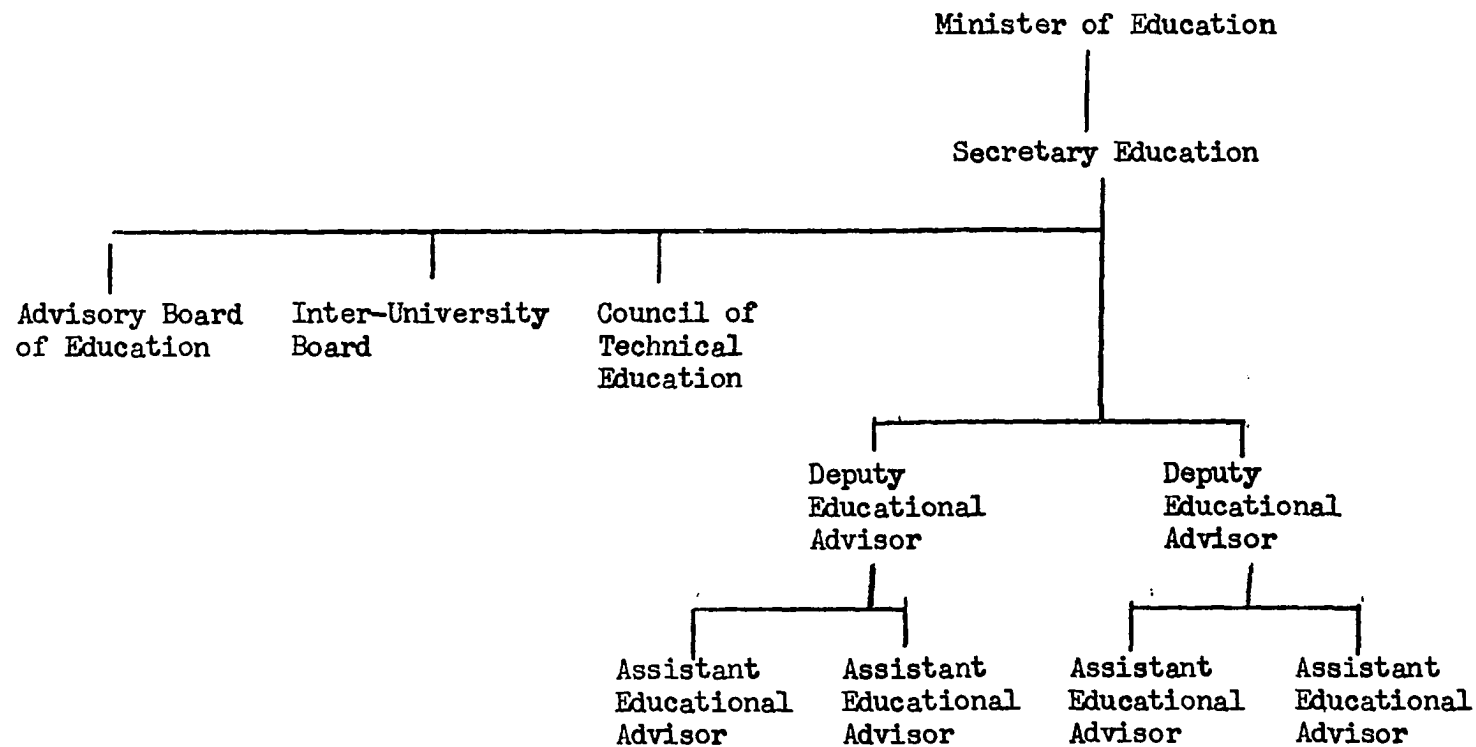 Minister of Education
Secretary Education
Advisory Board
of Education
Inter-University
Board
Council of
Technical
Education
Deputy
Educational
Advisor
Deputy
Educational
Advisor
Assistant
Educational
Advisor
Assistant
Educational
Advisor
Assistant
Educational
Advisor
Assistant
Educational
Advisor